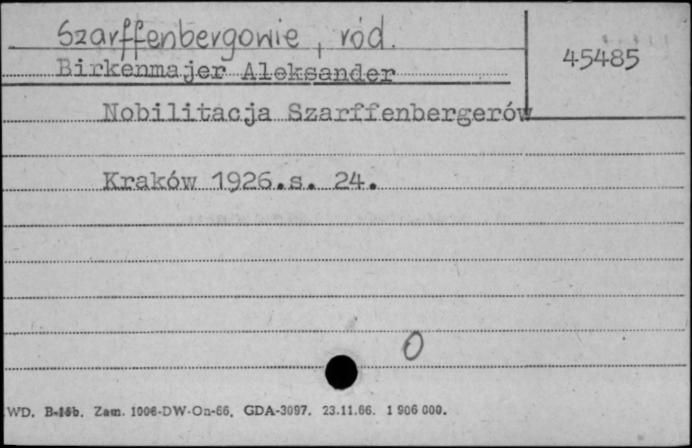 Szarffenbergowie, ród.
45485
Birkenmajer Aleksander
Nobilitacja Szarffenbergerów
Kraków 1926.s. 24.
0
WD. B-16b. Zam. 1006-DW-On-66. GDA-3097. 23.11.66. 1 906 000.